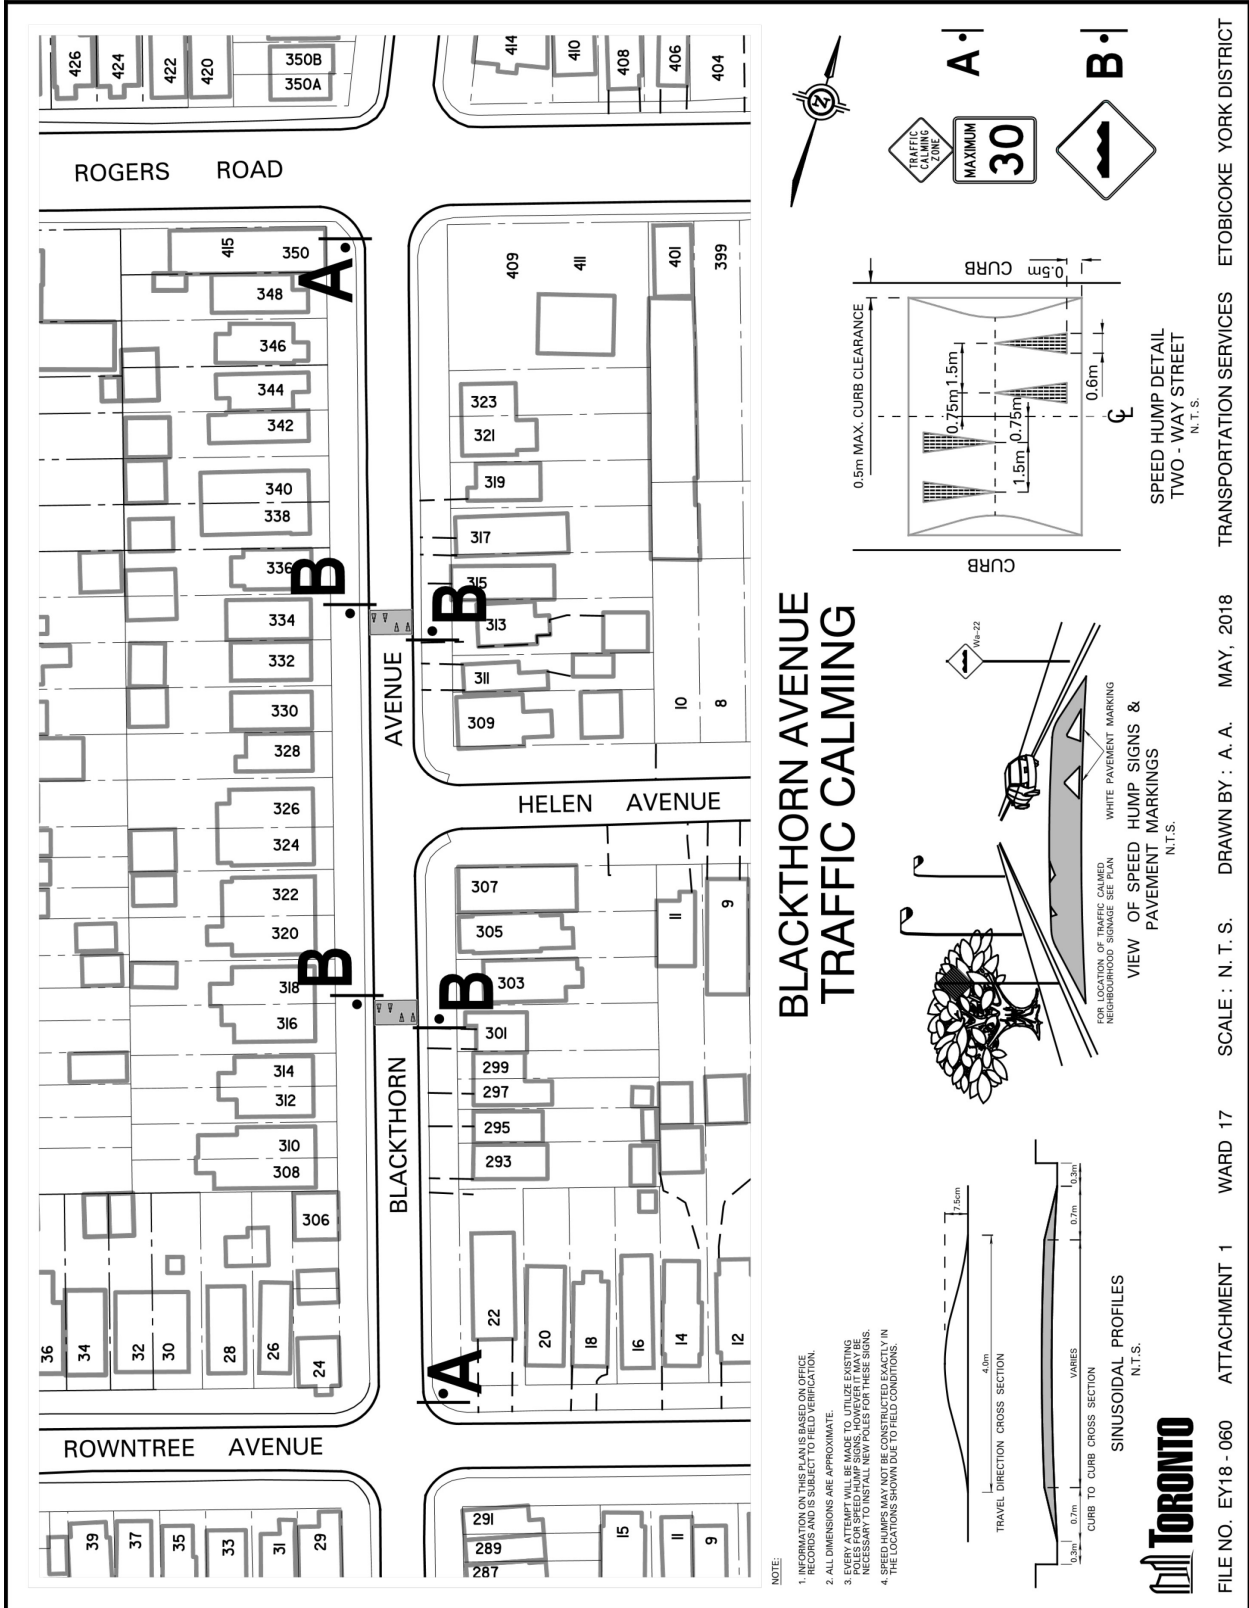 426
424
422
420
350B
350A
414
410
408
406
404
ROGERS ROAD
415
350
A
348
346
344
342
340
338
336
B
334
332
330
328
326
324
322
320
318
B
316
314
312
310
308
306
36
34
32
30
28
26
24
409
411
401
399
323
321
319
317
315
B
313
311
309
10
8
AVENUE
HELEN AVENUE
307
305
303
B
301
299
297
295
293
11
9
BLACKTHORN
22
20
18
16
14
12
A
ROWNTREE AVENUE
39
37
35
33
31
29
291
289
287
15
11
9
BLACKTHORN AVENUE
TRAFFIC CALMING
N
TRAFFIC
CALMING
ZONE
MAXIMUM
30
A
B
CURB
0.5m
0.5m MAX. CURB CLEARANCE
1.5m
0.75m
0.75m
1.5m
0.6m
CL
CURB
SPEED HUMP DETAIL
TWO - WAY STREET
N. T. S.
Wa-22
WHITE PAVEMENT MARKING
FOR LOCATION OF TRAFFIC CALMED
NEIGHBOURHOOD SIGNAGE SEE PLAN
VIEW OF SPEED HUMP SIGNS &
PAVEMENT MARKINGS
N.T.S.
7.5cm
4.0m
TRAVEL DIRECTION CROSS SECTION
0.3m
0.7m
VARIES
0.7m
0.3m
CURB TO CURB CROSS SECTION
SINUSOIDAL PROFILES
N.T.S.
NOTE:
1. INFORMATION ON THIS PLAN IS BASED ON OFFICE
RECORDS AND IS SUBJECT TO FIELD VERIFICATION.
2. ALL DIMENSIONS ARE APPROXIMATE.
3. EVERY ATTEMPT WILL BE MADE TO UTILIZE EXISTING
POLES FOR SPEED HUMP SIGNS, HOWEVER IT MAY BE
NECESSARY TO INSTALL NEW POLES FOR THESE SIGNS.
4. SPEED HUMPS MAY NOT BE CONSTRUCTED EXACTLY IN
THE LOCATIONS SHOWN DUE TO FIELD CONDITIONS.
TORONTO
FILE NO. EY18 - 060 ATTACHMENT 1 WARD 17 SCALE : N. T. S. DRAWN BY : A. A. MAY, 2018 TRANSPORTATION SERVICES ETOBICOKE YORK DISTRICT